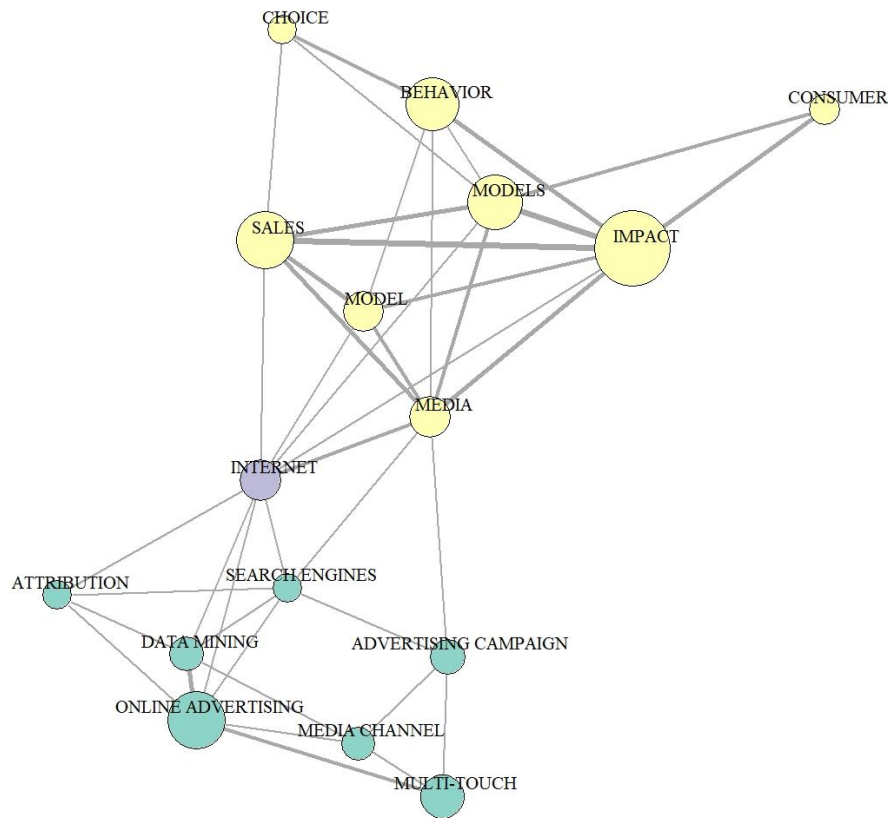 CHOICE
BEHAVIOR
CONSUMER
MODELS
SALES
IMPACT
MODEL
MEDIA
INTERNET
SEARCH ENGINES
ATTRIBUTION
DATA MINING
ADVERTISING CAMPAIGN
ONLINE ADVERTISING
MEDIA CHANNEL
MULTI-TOUCH